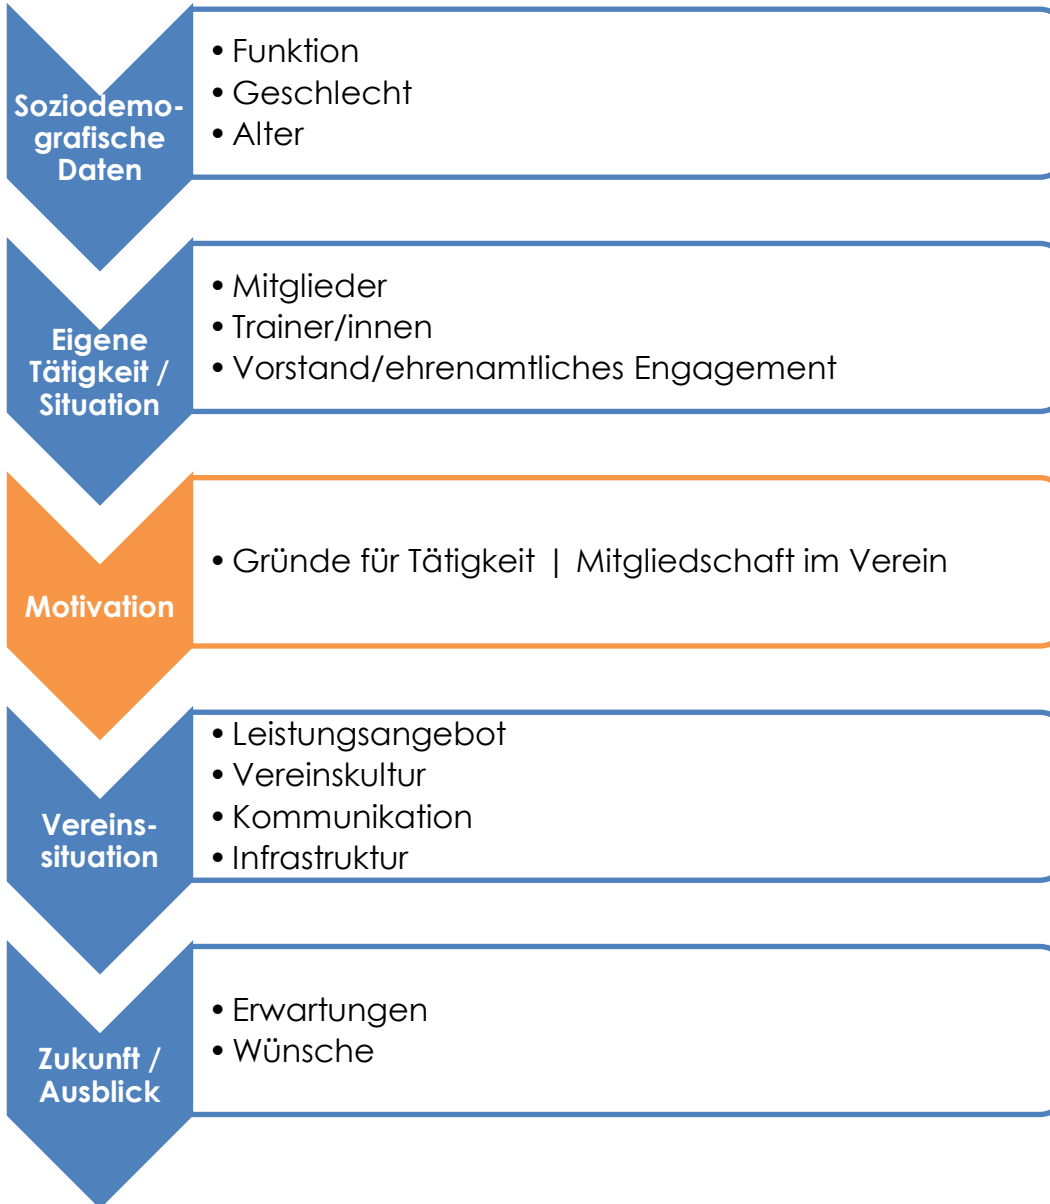 Soziodemo-
grafische
Daten
• Funktion
• Geschlecht
• Alter
Eigene
Tätigkeit /
Situation
• Mitglieder
• Trainer/innen
• Vorstand/ehrenamtliches Engagement
Motivation
• Gründe für Tätigkeit | Mitgliedschaft im Verein
Vereins-
situation
• Leistungsangebot
• Vereinskultur
• Kommunikation
• Infrastruktur
Zukunft /
Ausblick
• Erwartungen
• Wünsche